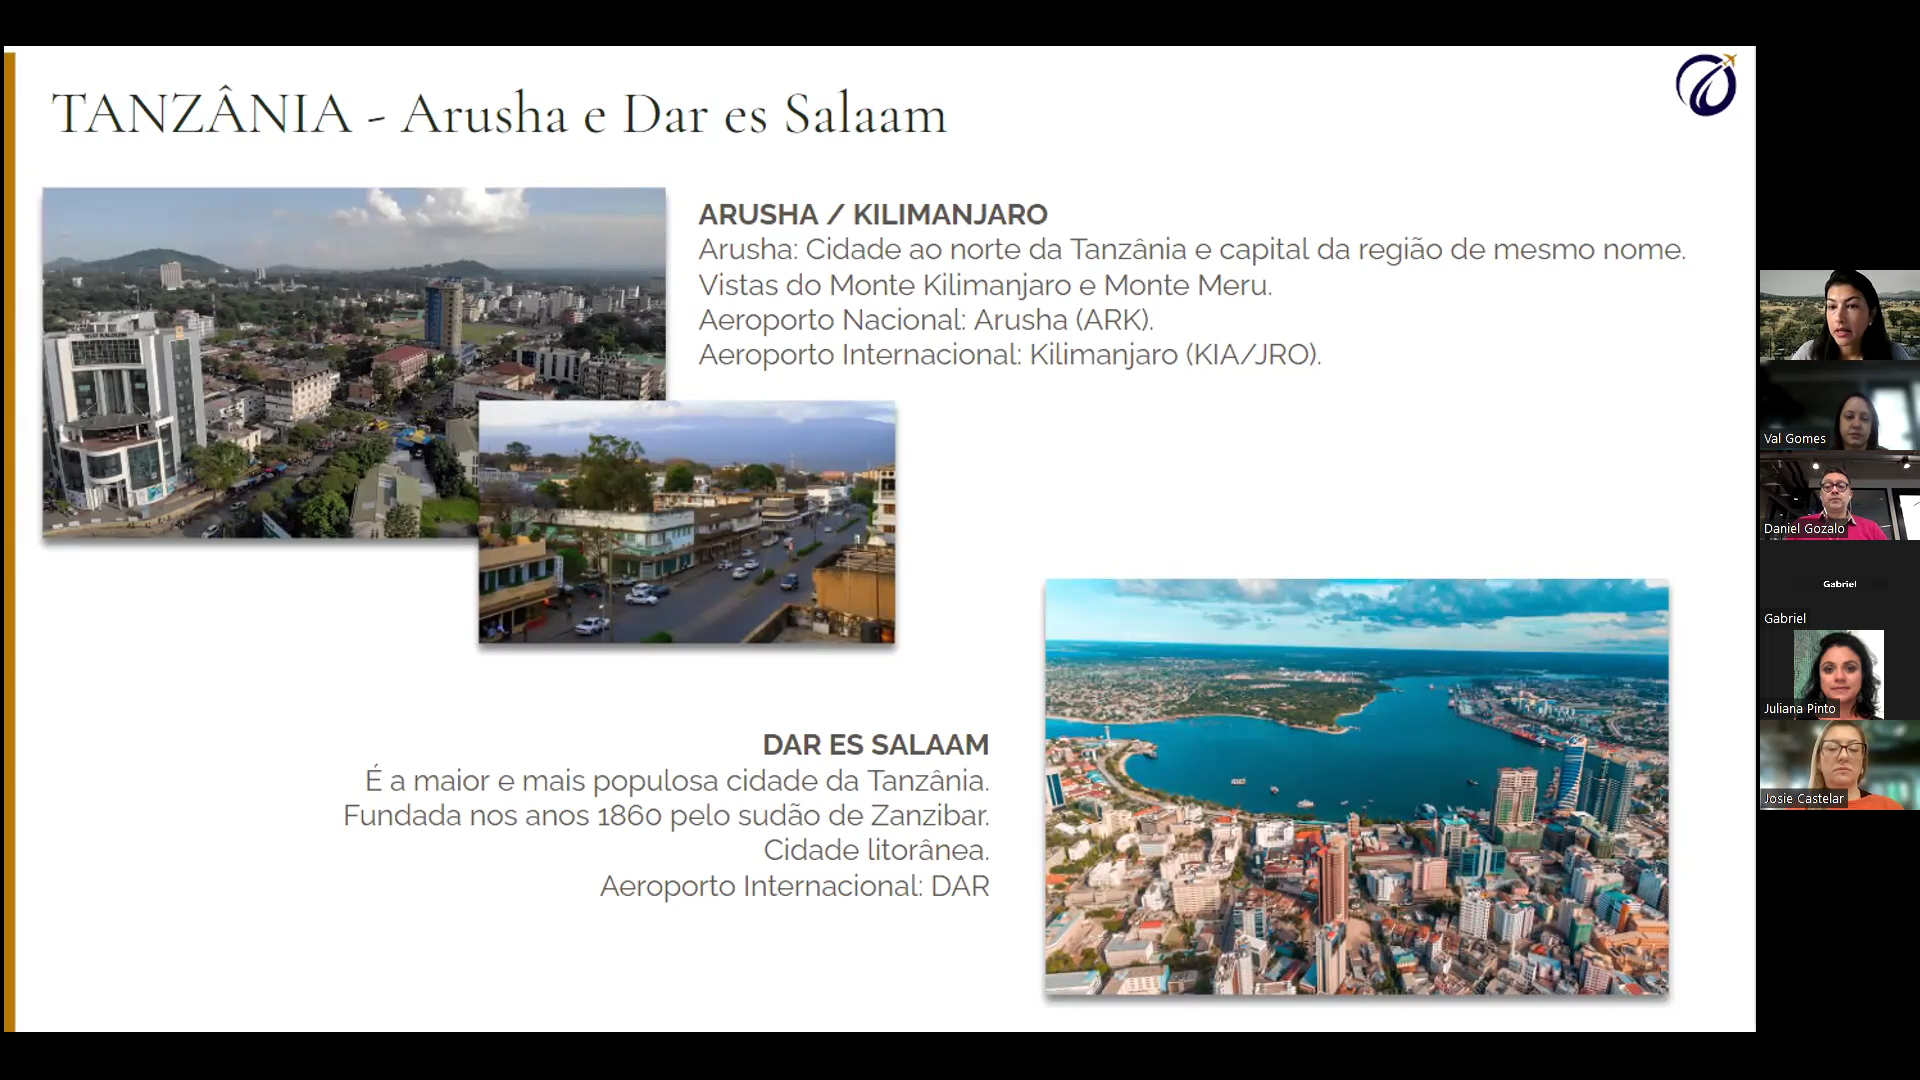 TANZÂNIA - Arusha e Dar es Salaam
ARUSHA / KILIMANJARO
Arusha: Cidade ao norte da Tanzânia e capital da região de mesmo nome.
Vistas do Monte Kilimanjaro e Monte Meru.
Aeroporto Nacional: Arusha (ARK).
Aeroporto Internacional: Kilimanjaro (KIA/JRO).
DAR ES SALAAM
É a maior e mais populosa cidade da Tanzânia.
Fundada nos anos 1860 pelo sudão de Zanzibar.
Cidade litorânea.
Aeroporto Internacional: DAR
Val Gomes
Daniel Gozalo
Gabriel
Gabriel
Juliana Pinto
Josie Castelar